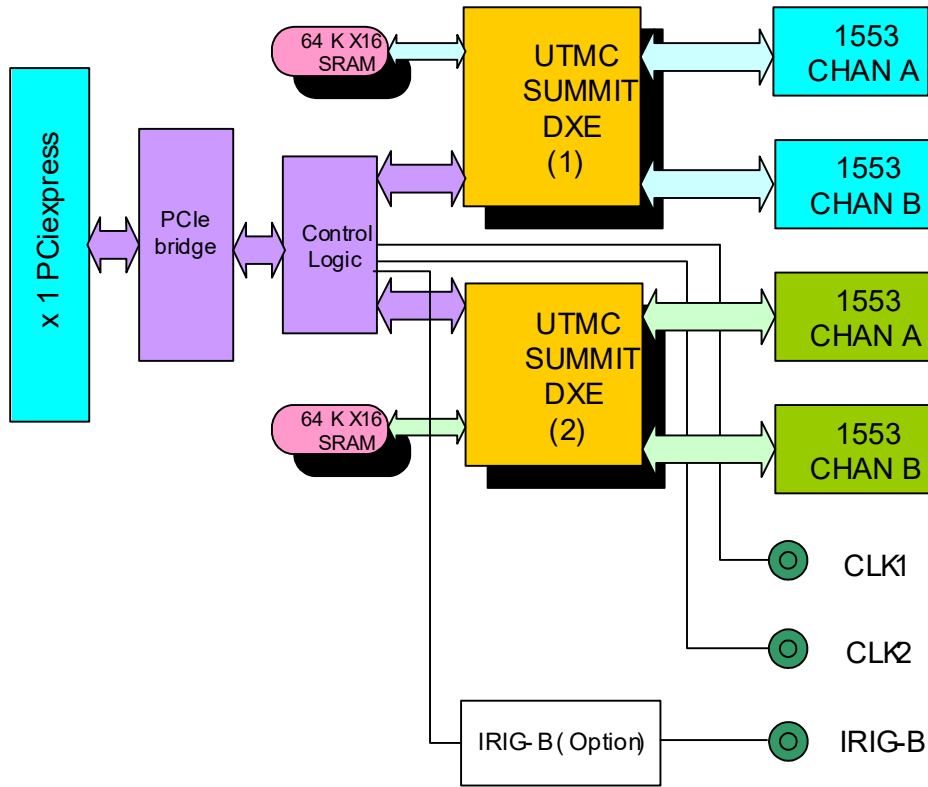 64 K X16
SRAM
UTMC
SUMMIT
DXE
(1)
1553
CHAN A
1553
CHAN B
x 1 PCiexpress
PCIe
bridge
Control
Logic
UTMC
SUMMIT
DXE
(2)
1553
CHAN A
64 K X16
SRAM
1553
CHAN B
CLK1
CLK2
IRIG-B ( Option)
IRIG-B